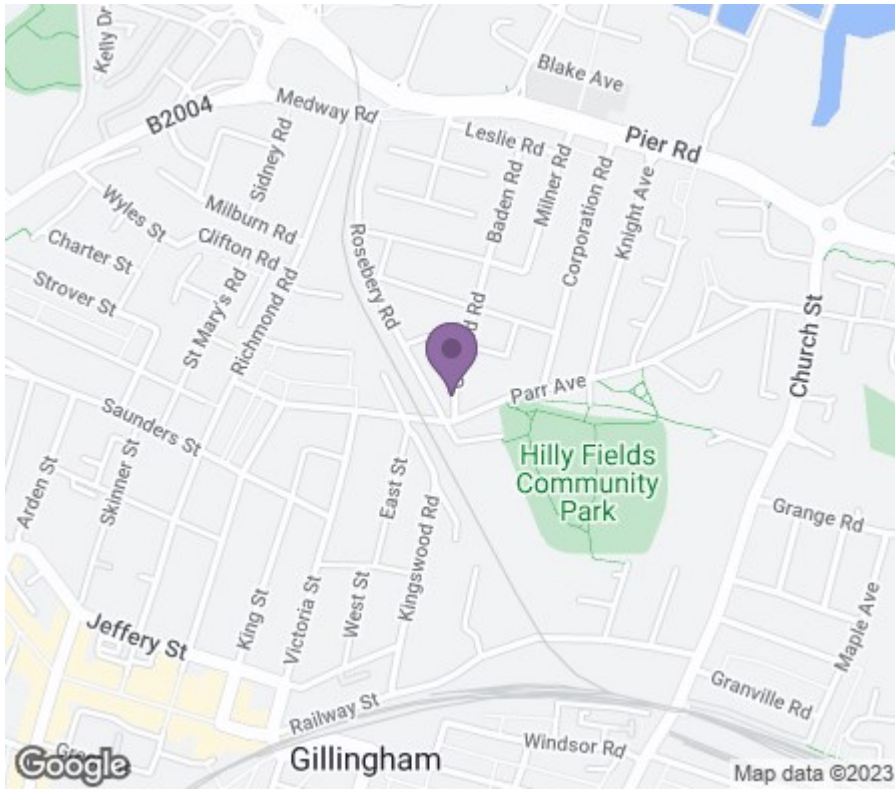 Kelly Dr
Blake Ave
B2004
Medway Rd
Leslie Rd
Pier Rd
Sidney Rd
Baden Rd
Milner Rd
Corporation Rd
Knight Ave
Wyles St
Milburn Rd
Clifton Rd
Charter St
Strover St
St Mary's Rd
Richmond Rd
Rosebery Rd
Rd
Church St
Parr Ave
Saunders St
Hilly Fields
Community
Park
Arden St
Skinner St
East St
Kingswood Rd
Grange Rd
King St
Victoria St
West St
Maple Ave
Jeffery St
Granville Rd
Railway St
Windsor Rd
Gillingham
Google
Map data ©2023